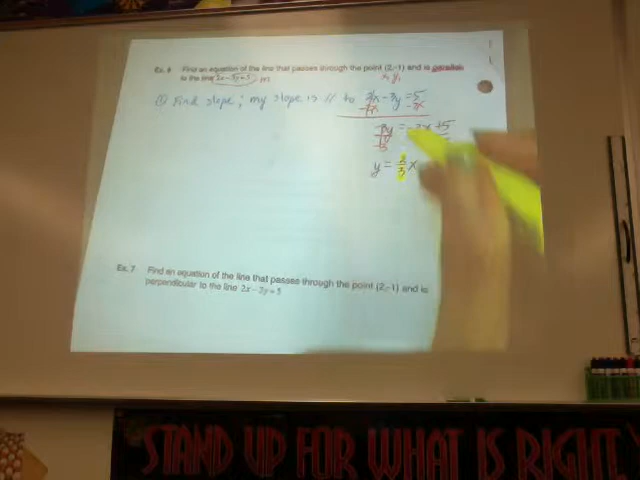 Ex. 6 Find an equation of the line that passes through the point (2,-1) and is parallel
to the line 2x-3y=5
x₁ y₁
① Find slope; my slope is // to 2x-3y=5
-2x -2x
-3y = -2x+5
-3
y = 2/3 x
Ex. 7 Find an equation of the line that passes through the point (2,-1) and is
perpendicular to the line 2x - 3y = 5
STAND UP FOR WHAT IS RIGHT